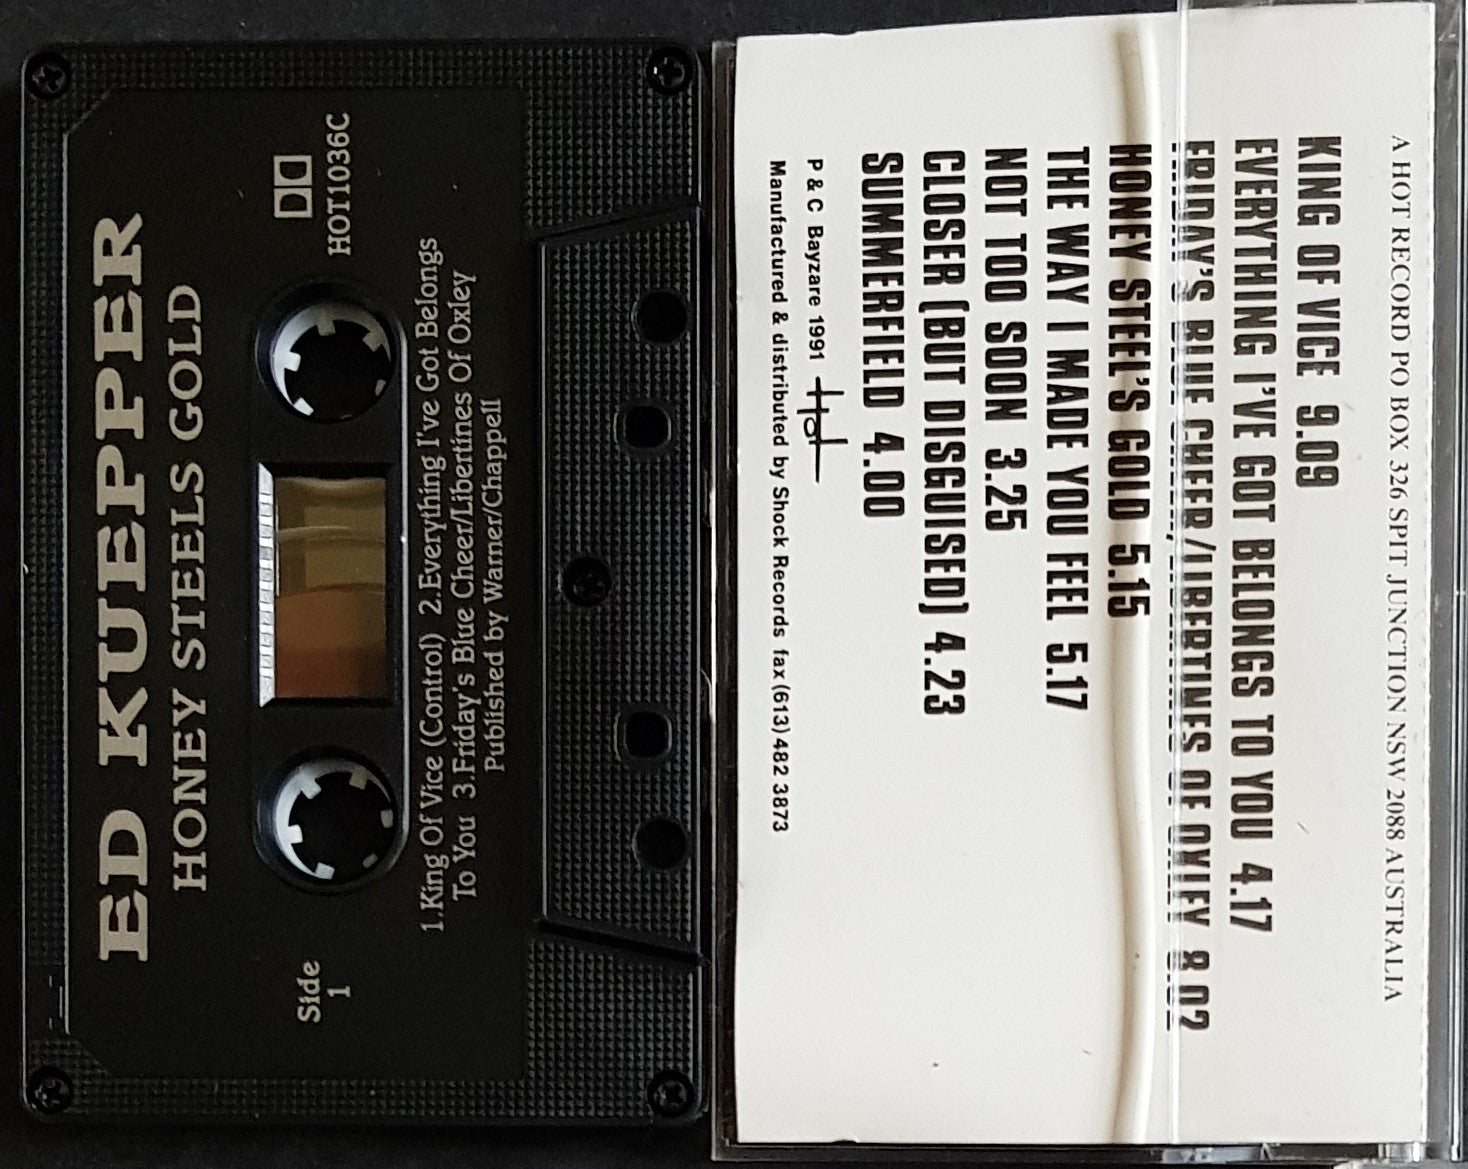 ED KUEPPER
HONEY STEELS GOLD
Side
1
HOT1036C
1.King Of Vice (Control) 2.Everything I've Got Belongs
To You 3.Friday's Blue Cheer/Libertines Of Oxley
Published by Warner/Chappell
A HOT RECORD PO BOX 326 SPIT JUNCTION NSW 2088 AUSTRALIA
KING OF VICE 9.09
EVERYTHING I'VE GOT BELONGS TO YOU 4.17
FRIDAY'S BLUE CHEER/LIBERTINES OF OXLEY 8.02
HONEY STEEL'S GOLD 5.15
THE WAY I MADE YOU FEEL 5.17
NOT TOO SOON 3.25
CLOSER (BUT DISGUISED) 4.23
SUMMERFIELD 4.00
P & C Bayzare 1991 Hot
Manufactured & distributed by Shock Records fax (613) 482 3873